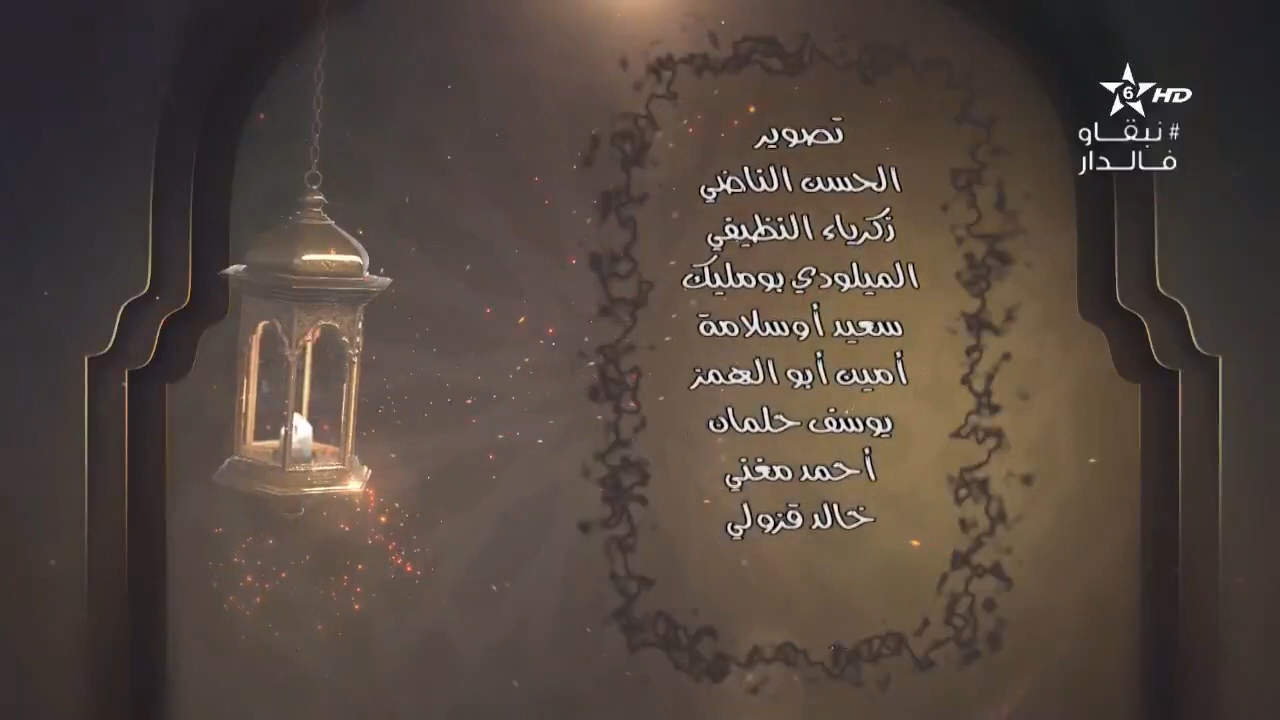 تصوير
الحسن الناضي
زكرياء النظيفي
الميلودي بومليك
سعيد أوسلامة
أمين أبو الهمز
يوسف حلمان
أحمد مغني
خالد قزولي
6 HD
#نبقاو
فالدار